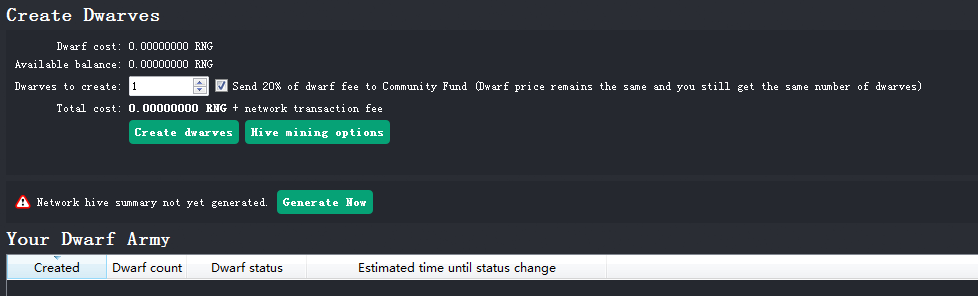 Create Dwarves
Dwarf cost: 0.00000000 RNG
Available balance: 0.00000000 RNG
Dwarves to create: 1 Send 20% of dwarf fee to Community Fund (Dwarf price remains the same and you still get the same number of dwarves)
Total cost: 0.00000000 RNG + network transaction fee
Create dwarves Hive mining options
Network hive summary not yet generated. Generate Now
Your Dwarf Army
Created Dwarf count Dwarf status Estimated time until status change